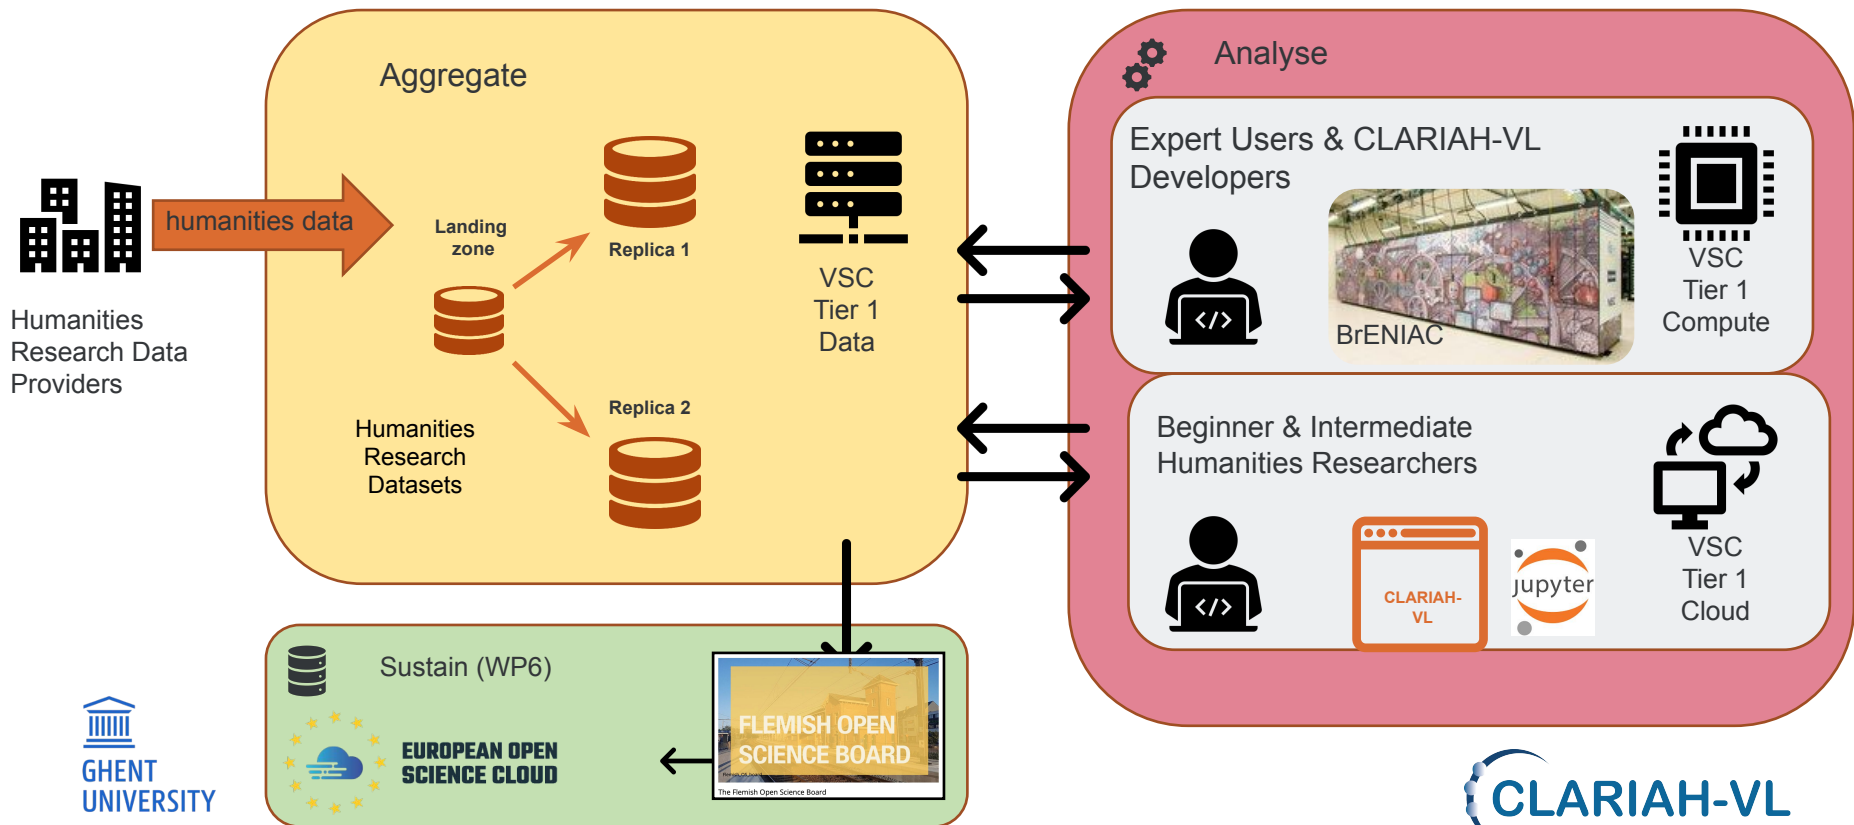 Aggregate
humanities data
Humanities
Research Data
Providers
Landing
zone
Replica 1
Replica 2
Humanities
Research
Datasets
VSC
Tier 1
Data
Analyse
Expert Users & CLARIAH-VL
Developers
</>
BrENIAC
VSC
Tier 1
Compute
Beginner & Intermediate
Humanities Researchers
</>
CLARIAH-
VL
jupyter
VSC
Tier 1
Cloud
Sustain (WP6)
EUROPEAN OPEN
SCIENCE CLOUD
FLEMISH OPEN
SCIENCE BOARD
The Flemish Open Science Board
GHENT
UNIVERSITY
CLARIAH-VL